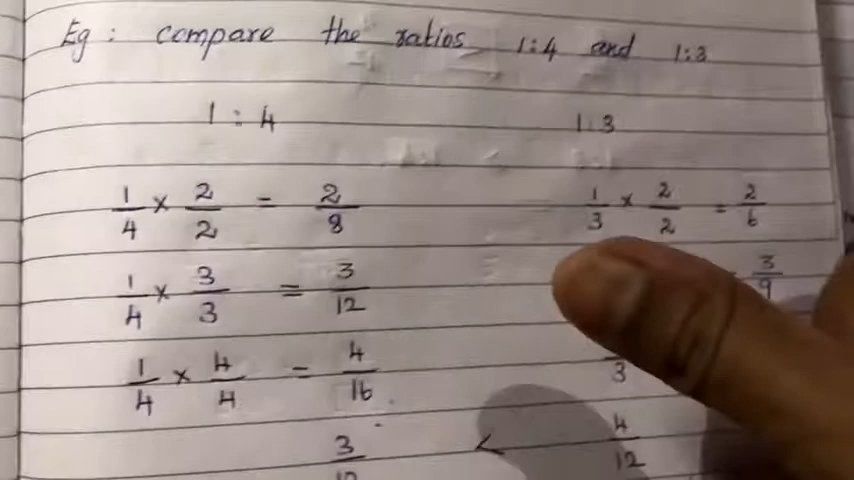 Eg : compare the ratios 1:4 and 1:3
1 : 4 1:3
1/4 × 2/2 = 2/8 1/3 × 2/2 = 2/6
1/4 × 3/3 = 3/12 = 3/9
1/4 × 4/4 = 4/16 3
3/12 < 4/12